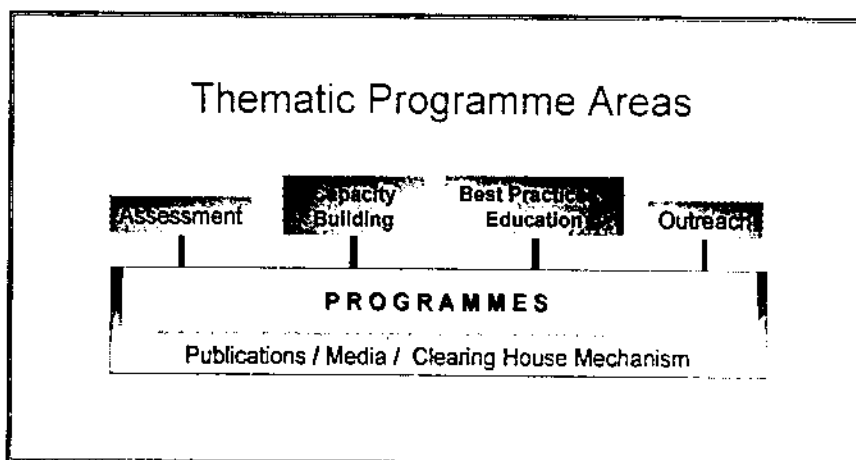 Thematic Programme Areas
Assessment
Capacity
Building
Best Practice
Education
Outreach
PROGRAMMES
Publications / Media / Clearing House Mechanism